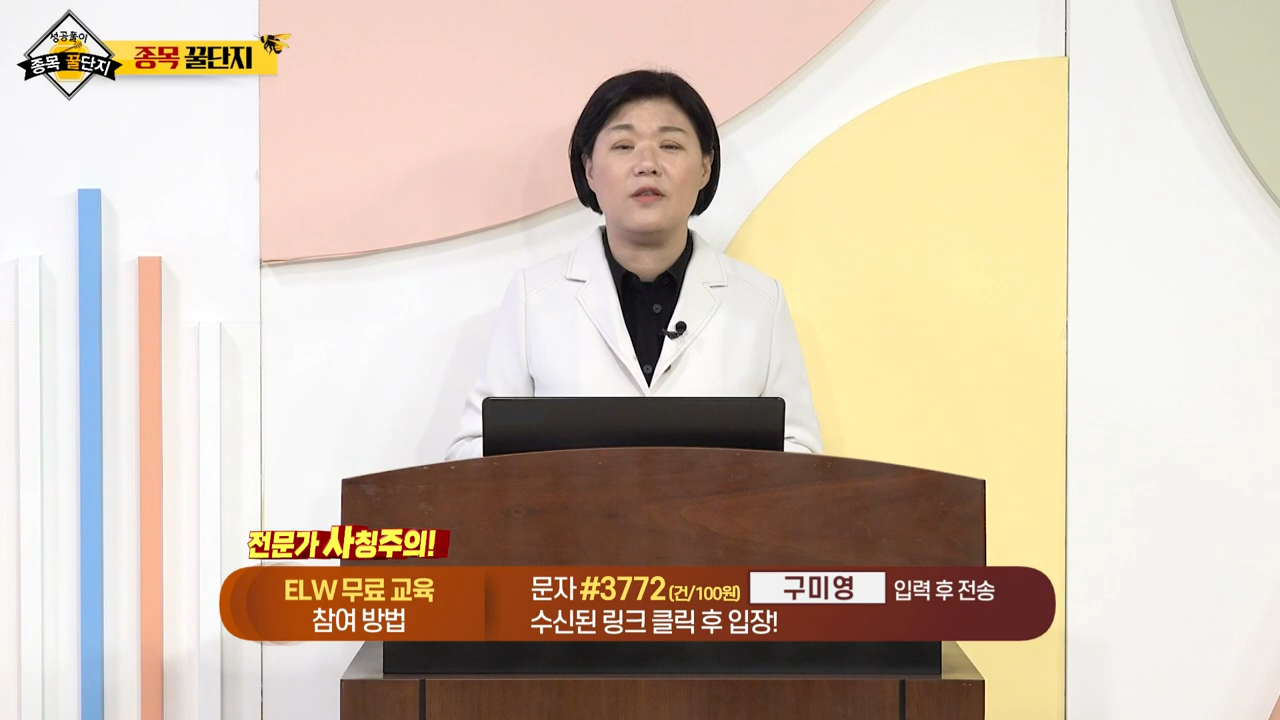 성공풀이
종목 꿀단지
종목 꿀단지
전문가 사칭주의!
ELW 무료 교육
참여 방법
문자 #3772 (건/100원) 구미영 입력 후 전송
수신된 링크 클릭 후 입장!